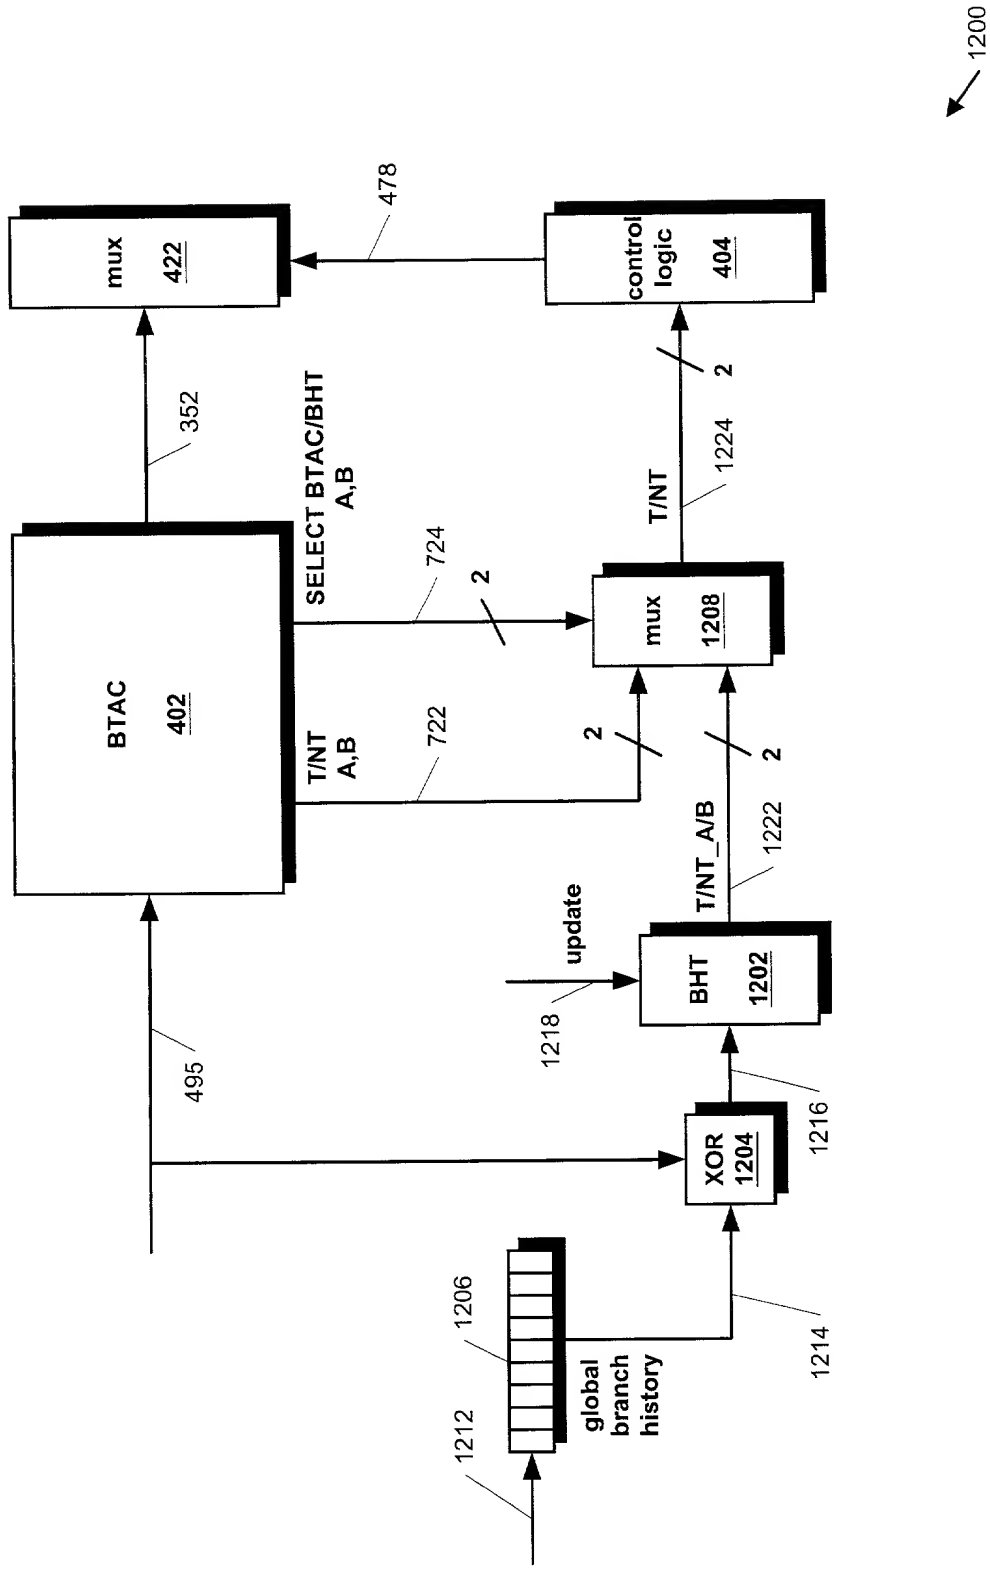 1200
BTAC
402
352
mux
422
495
T/NT
A,B
722
SELECT BTAC/BHT
A,B
724
2
478
1212
1206
global
branch
history
1214
XOR
1204
1216
update
1218
BHT
1202
T/NT_A/B
1222
2
2
mux
1208
T/NT
1224
2
control
logic
404